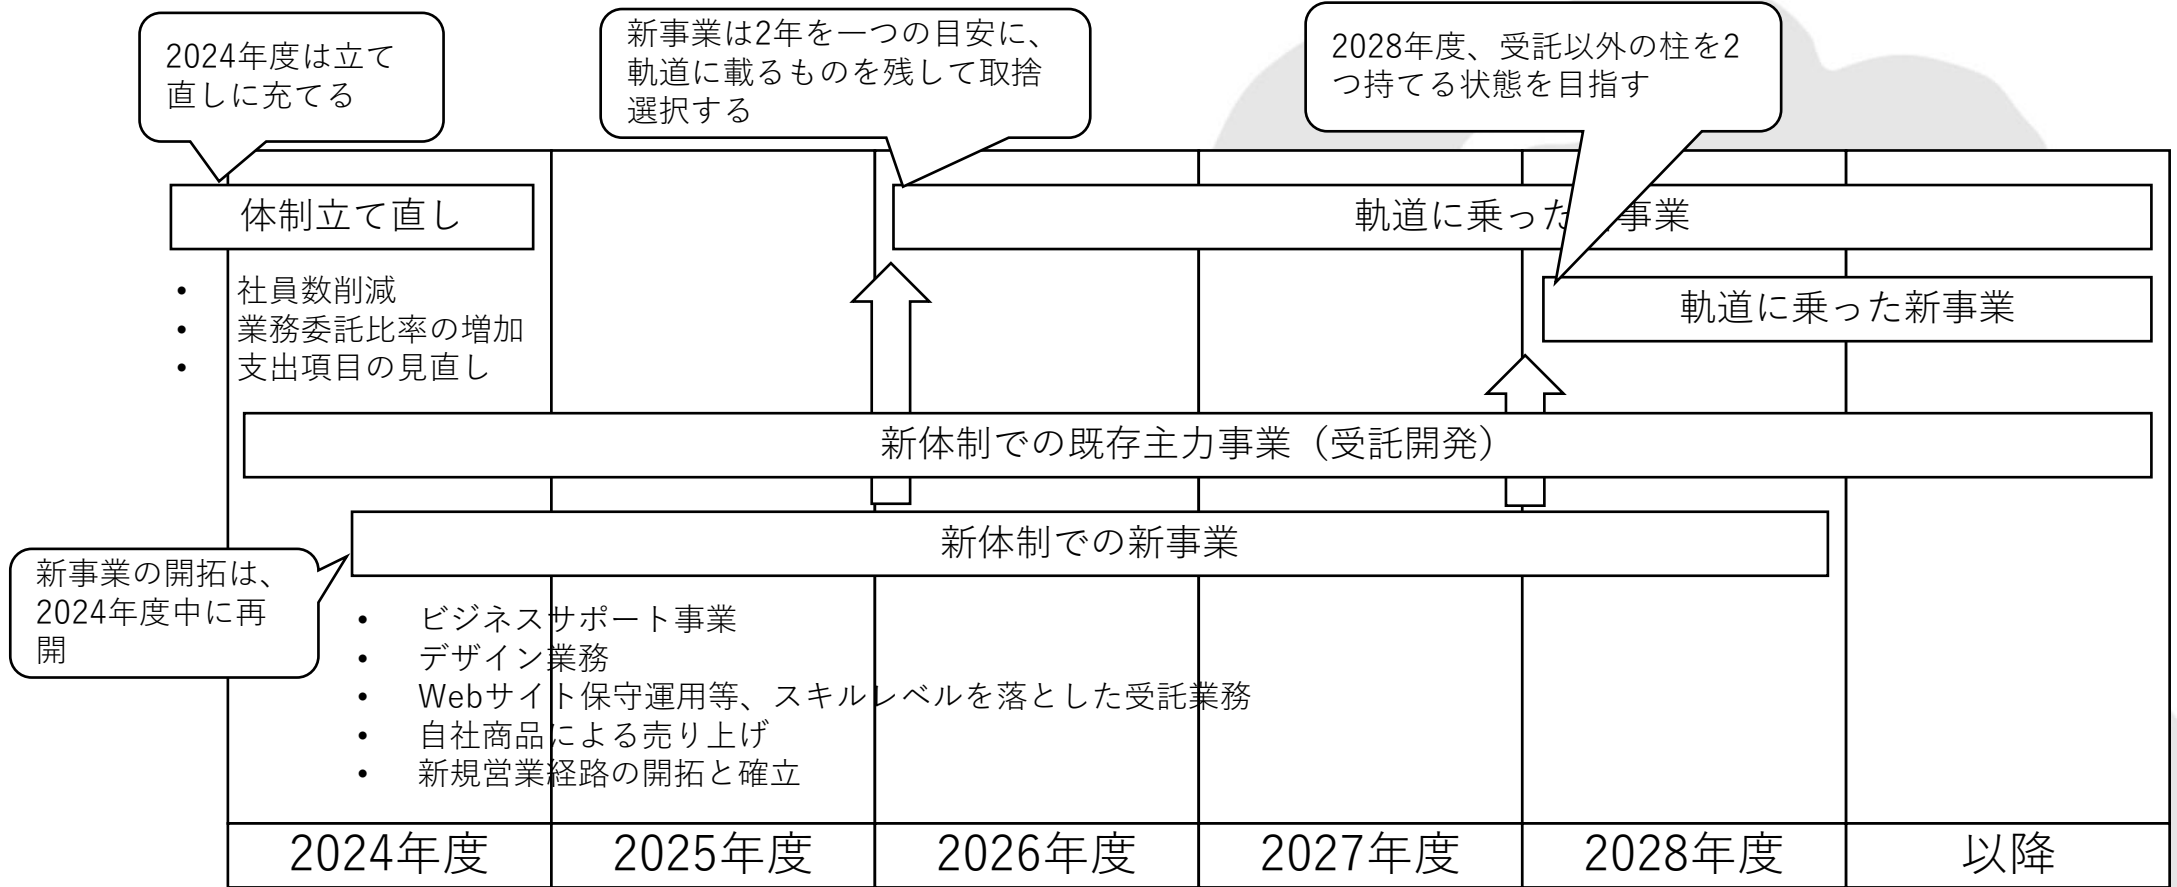 2024年度は立て
直しに充てる
新事業は2年を一つの目安に、
軌道に載るものを残して取捨
選択する
2028年度、受託以外の柱を2
つ持てる状態を目指す
体制立て直し
軌道に乗った 事業
• 社員数削減
• 業務委託比率の増加
• 支出項目の見直し
軌道に乗った新事業
新体制での既存主力事業（受託開発）
新体制での新事業
新事業の開拓は、
2024年度中に再
開
• ビジネスサポート事業
• デザイン業務
• Webサイト保守運用等、スキルレベルを落とした受託業務
• 自社商品による売り上げ
• 新規営業経路の開拓と確立
2024年度
2025年度
2026年度
2027年度
2028年度
以降